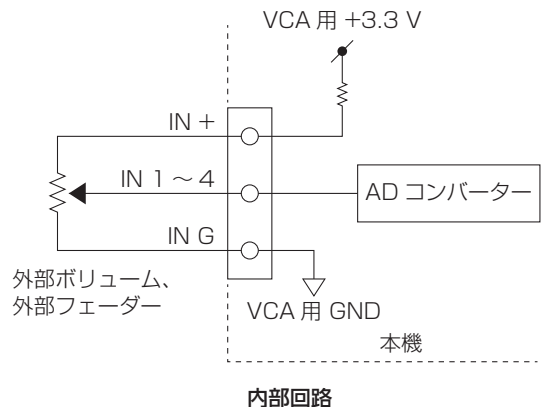 VCA 用 +3.3 V
IN +
IN 1 ～ 4
AD コンバーター
IN G
外部ボリューム、
外部フェーダー
VCA 用 GND
本機
内部回路